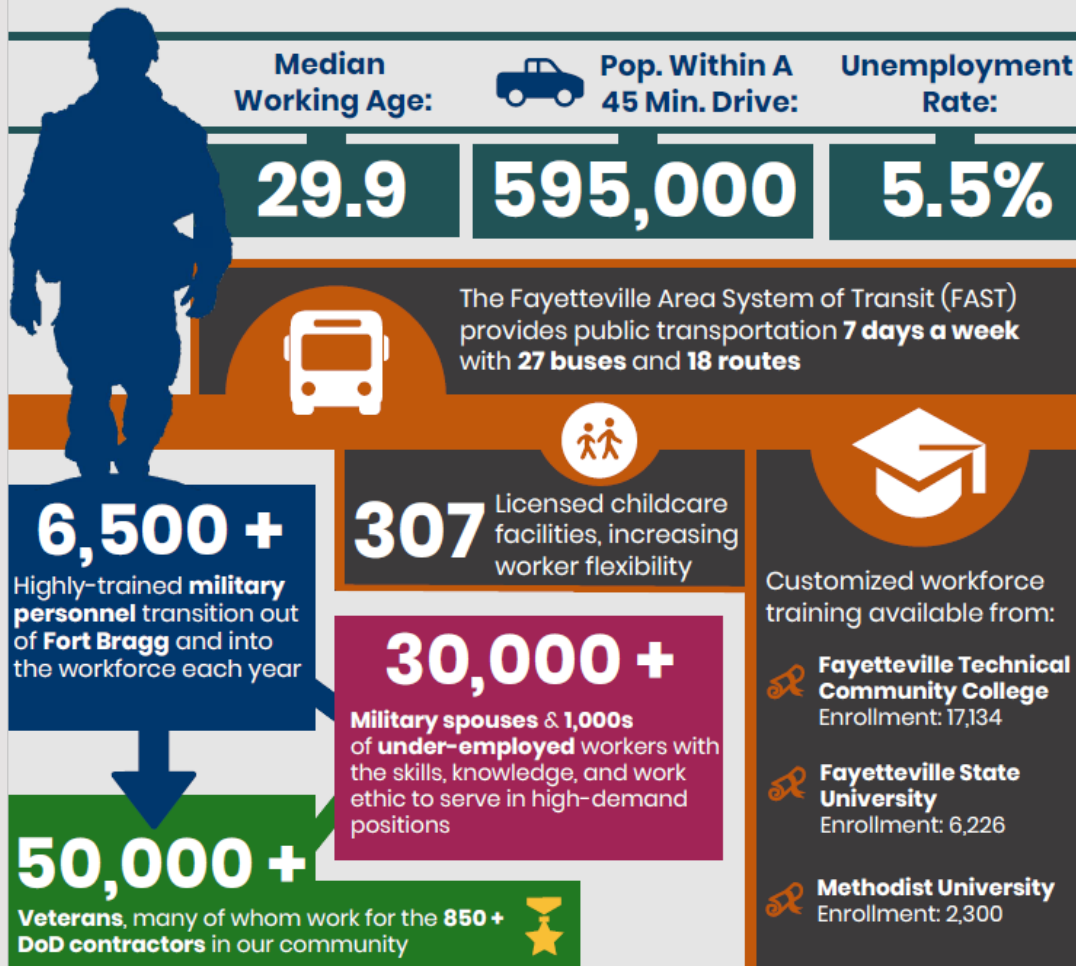 Median
Working Age:
29.9
Pop. Within A
45 Min. Drive:
595,000
Unemployment
Rate:
5.5%
The Fayetteville Area System of Transit (FAST)
provides public transportation 7 days a week
with 27 buses and 18 routes
6,500 +
Highly-trained military
personnel transition out
of Fort Bragg and into
the workforce each year
307
Licensed childcare
facilities, increasing
worker flexibility
30,000 +
Military spouses & 1,000s
of under-employed workers with
the skills, knowledge, and work
ethic to serve in high-demand
positions
50,000 +
Veterans, many of whom work for the 850 +
DoD contractors in our community
Customized workforce
training available from:
Fayetteville Technical
Community College
Enrollment: 17,134
Fayetteville State
University
Enrollment: 6,226
Methodist University
Enrollment: 2,300